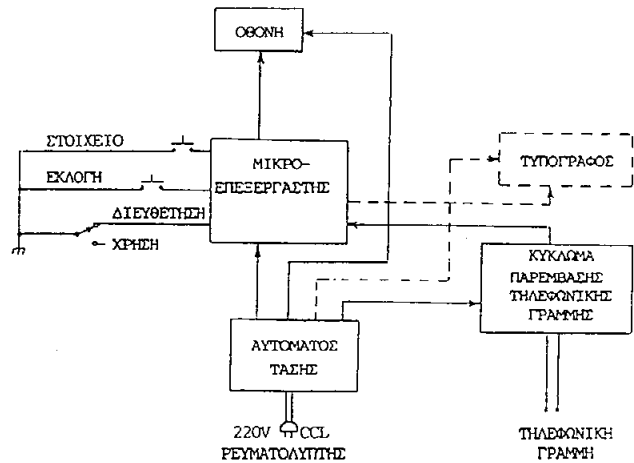 ΟΘΟΝΗ
ΣΤΟΙΧΕΙΟ
ΕΚΛΟΓΗ
ΔΙΕΥΘΕΤΗΣΗ
ΧΡΗΣΗ
ΜΙΚΡΟ-
ΕΠΕΞΕΡΓΑΣΤΗΣ
ΤΥΠΟΓΡΑΦΟΣ
ΚΥΚΛΩΜΑ
ΠΑΡΕΜΒΑΣΗΣ
ΤΗΛΕΦΩΝΙΚΗΣ
ΓΡΑΜΜΗΣ
ΑΥΤΟΜΑΤΟΣ
ΤΑΣΗΣ
220V CCL
ΡΕΥΜΑΤΟΛΥΠΤΗΣ
ΤΗΛΕΦΩΝΙΚΗ
ΓΡΑΜΜΗ